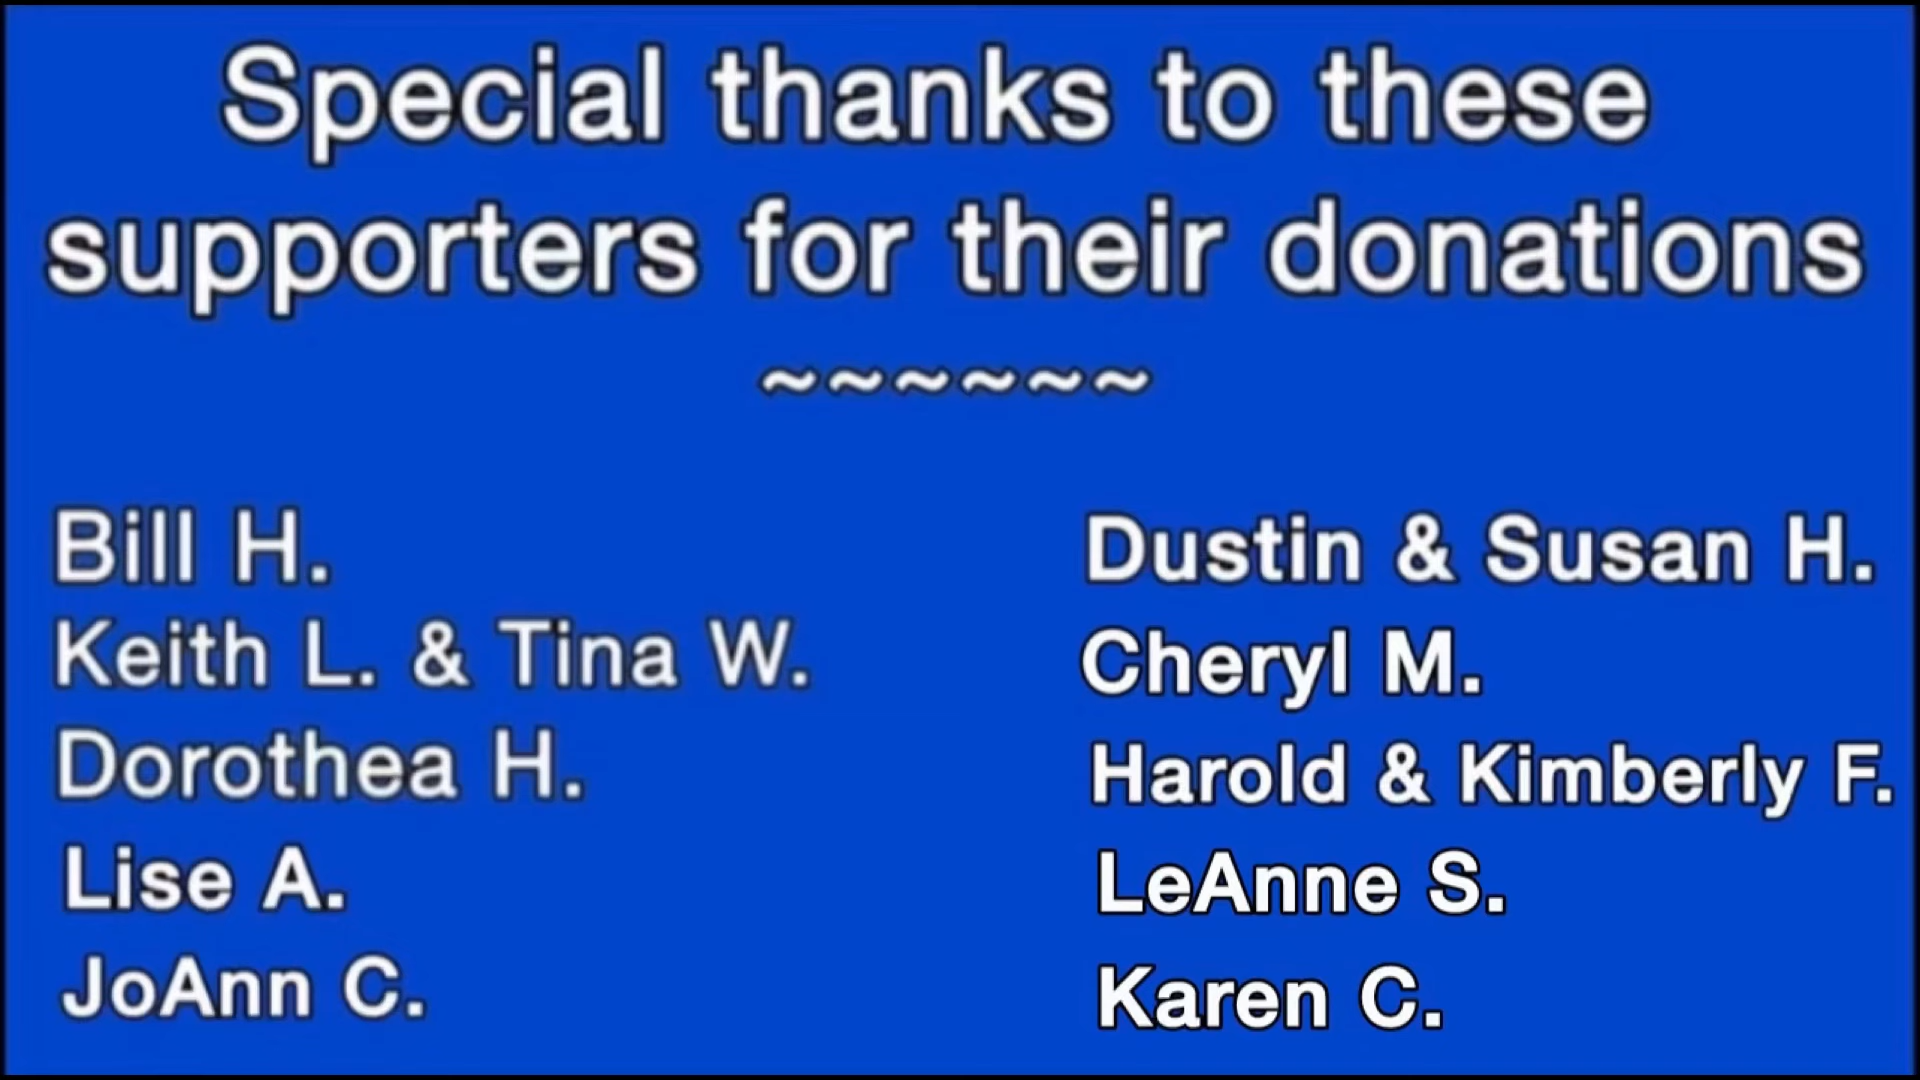 Special thanks to these
supporters for their donations
~~~~~~
Bill H.
Keith L. & Tina W.
Dorothea H.
Lise A.
JoAnn C.
Dustin & Susan H.
Cheryl M.
Harold & Kimberly F.
LeAnne S.
Karen C.